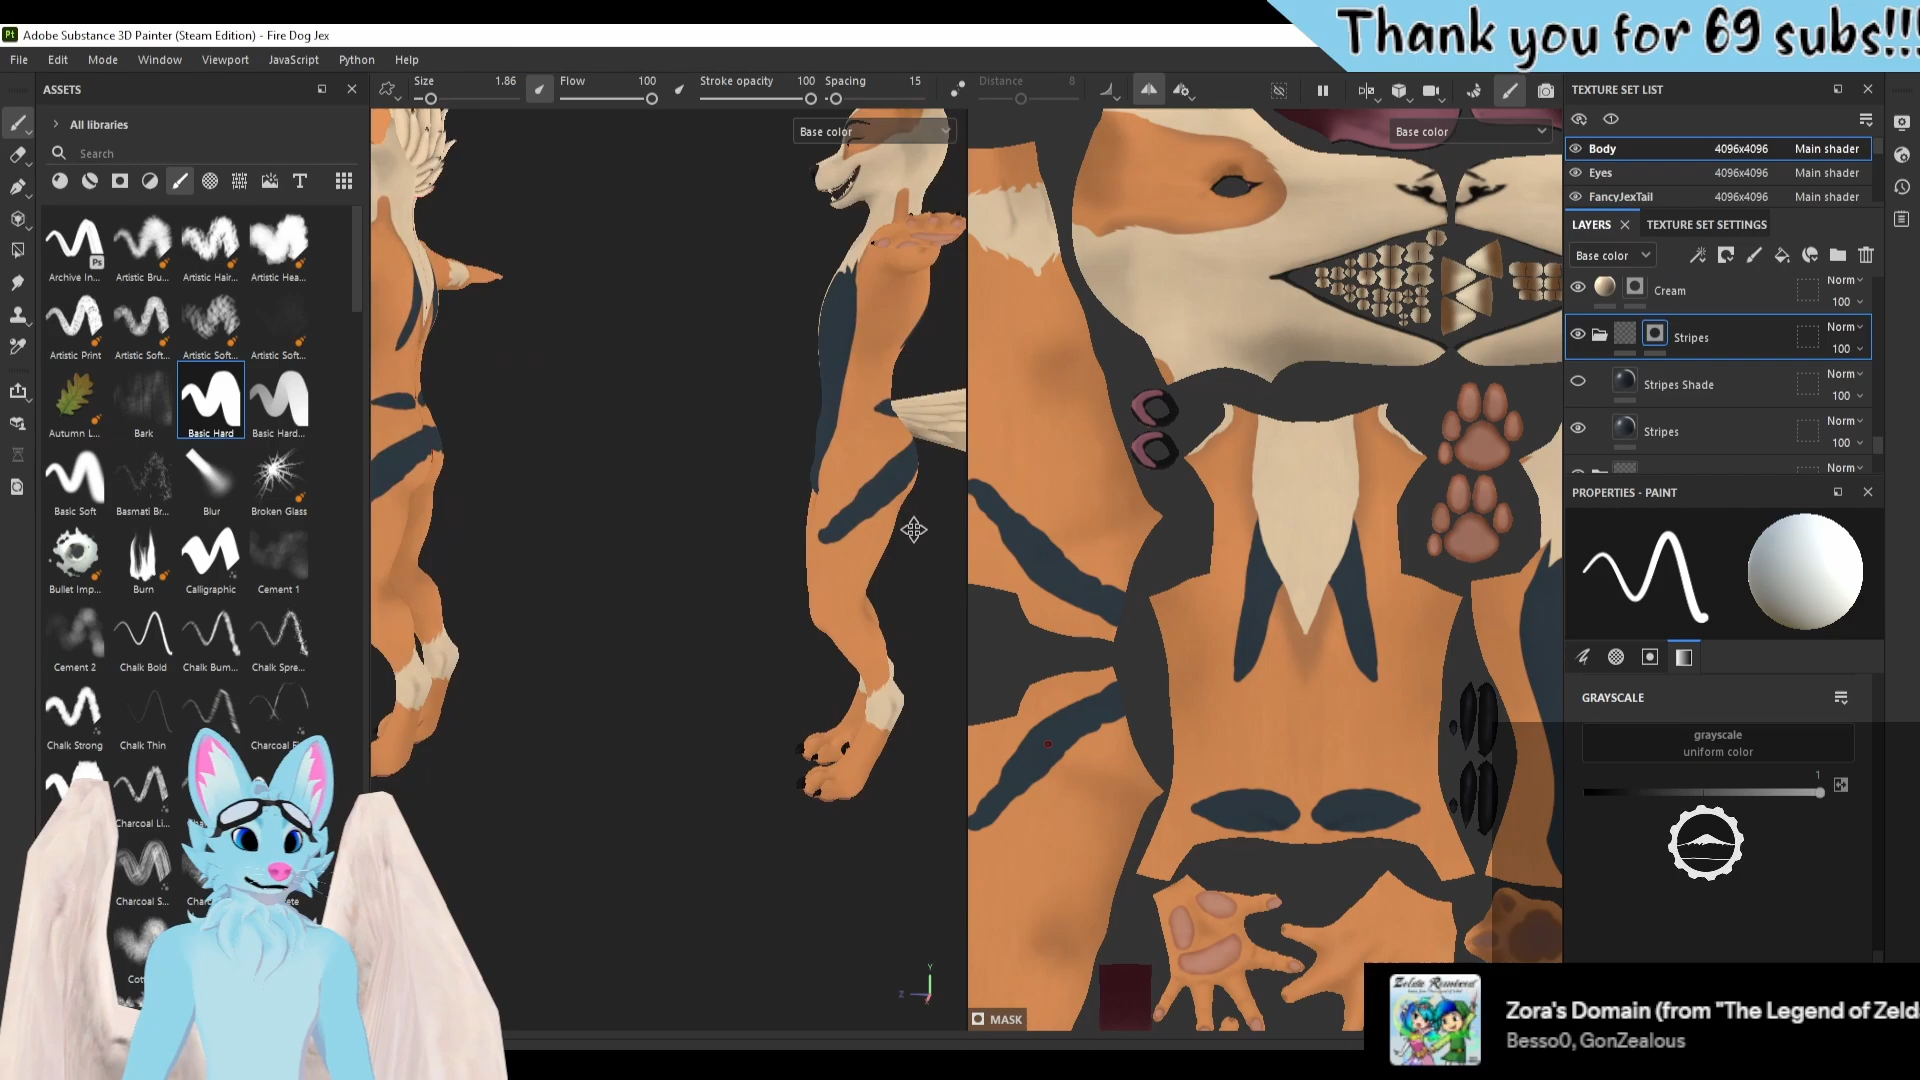 Thank you for 69 subs!!!
Adobe Substance 3D Painter (Steam Edition) - Fire Dog Jex
File Edit Mode Window Viewport JavaScript Python Help
ASSETS
Size 1.86
Flow 100
Stroke opacity 100
Spacing 15
Distance 8
TEXTURE SET LIST
All libraries
Search
Base color
Base color
Body 4096x4096 Main shader
Eyes 4096x4096 Main shader
FancyJexTail 4096x4096 Main shader
LAYERS
TEXTURE SET SETTINGS
Base color
Ps
Archive In... Artistic Bru... Artistic Hair... Artistic Hea...
Artistic Print Artistic Soft... Artistic Soft... Artistic Soft...
Autumn L... Bark Basic Hard Basic Hard...
Basic Soft Basmati Br... Blur Broken Glass
Bullet Imp... Burn Calligraphic Cement 1
Cement 2 Chalk Bold Chalk Bum... Chalk Spre...
Chalk Strong Chalk Thin
Charcoal Li...
Charcoal S...
Norm
Cream
100
Norm
Stripes
100
Norm
Stripes Shade
100
Norm
Stripes
100
Norm
PROPERTIES - PAINT
GRAYSCALE
grayscale
uniform color
1
Y
Z
MASK
Zora's Domain (from "The Legend of Zeld
BessO, GonZealous